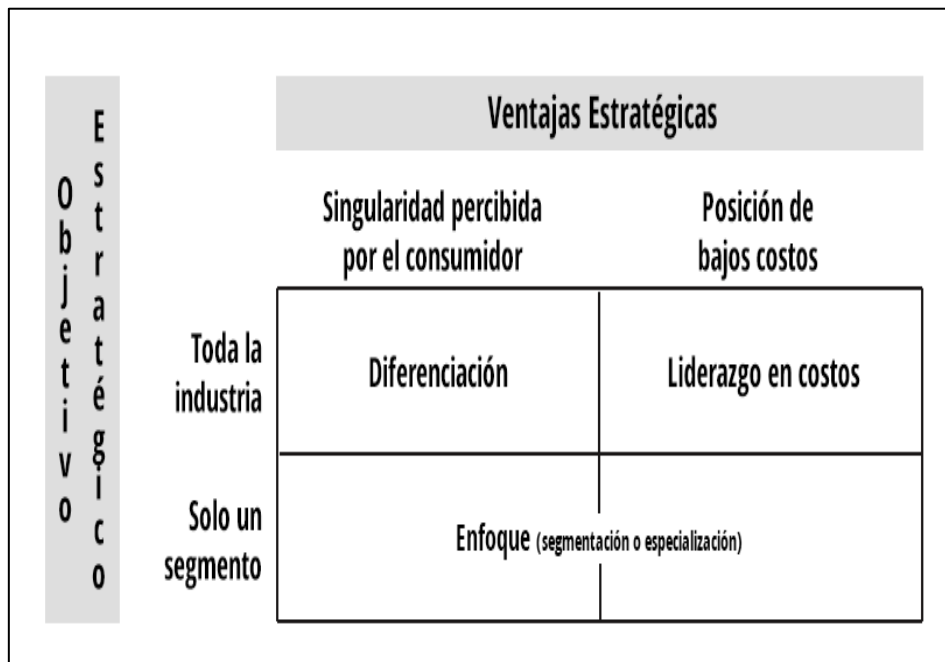 Objetivo
Estratégico
Ventajas Estratégicas
Singularidad percibida
por el consumidor
Posición de
bajos costos
Toda la
industria
Diferenciación
Liderazgo en costos
Solo un
segmento
Enfoque (segmentación o especialización)